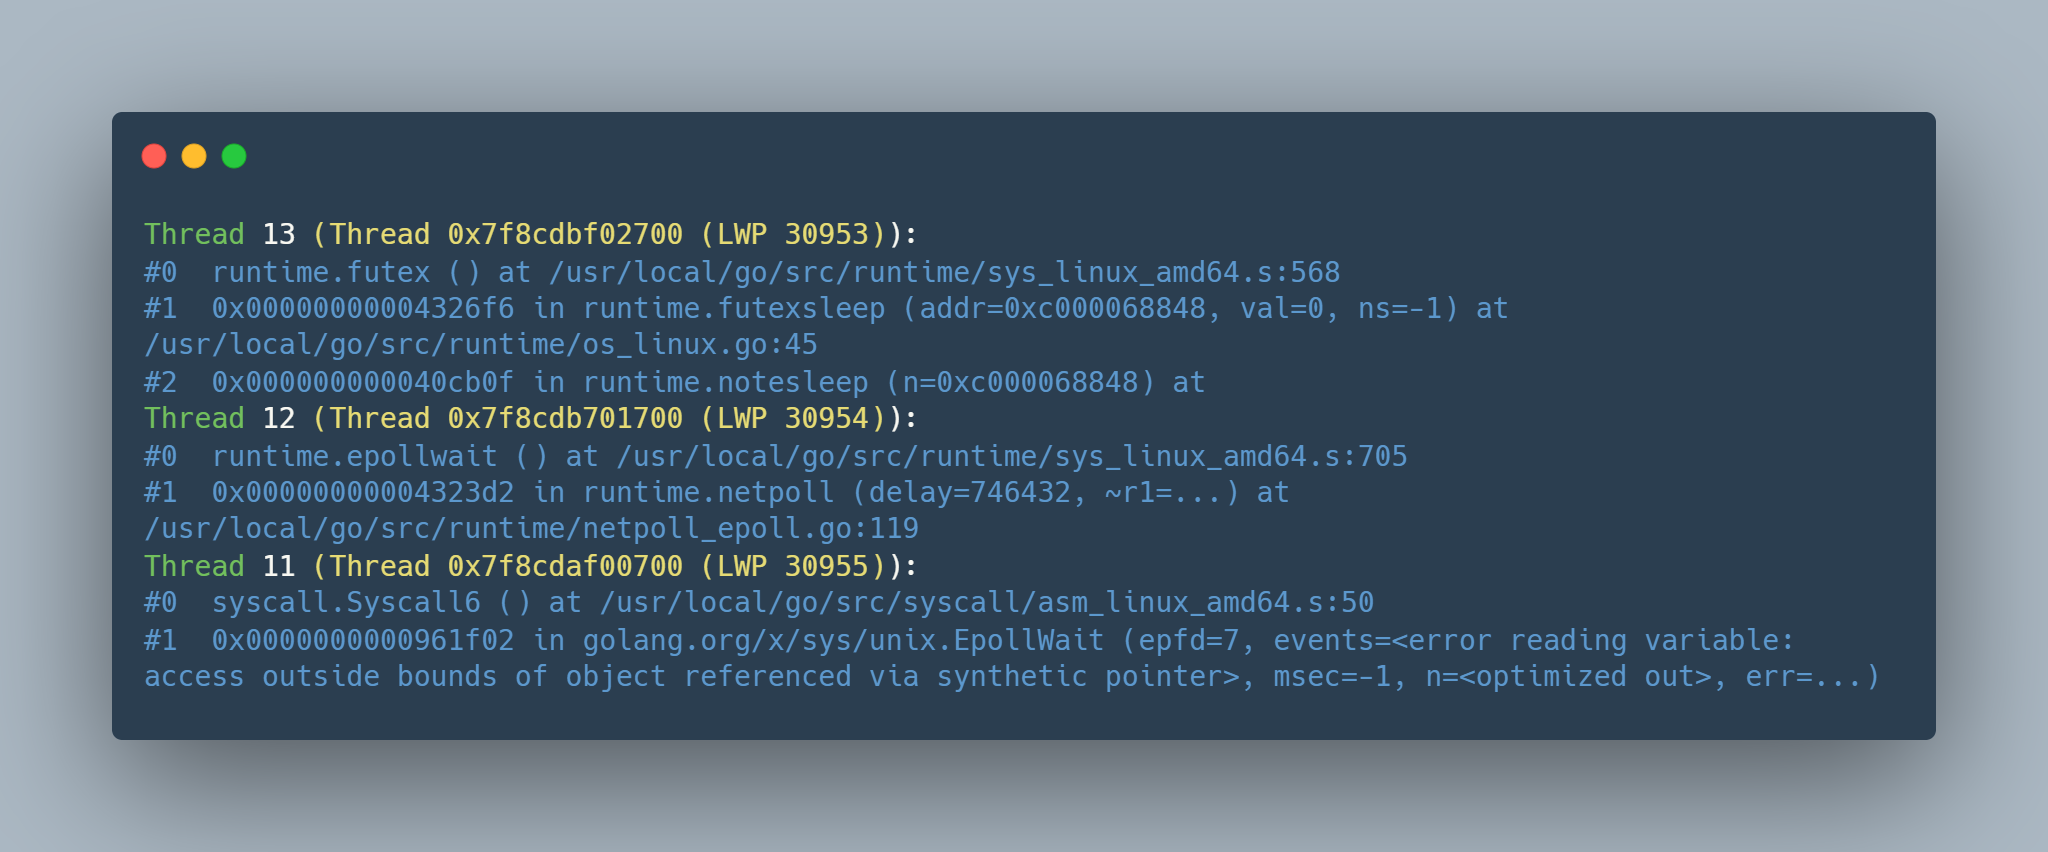 Thread 13 (Thread 0x7f8cdbf02700 (LWP 30953)):
#0  runtime.futex () at /usr/local/go/src/runtime/sys_linux_amd64.s:568
#1  0x00000000004326f6 in runtime.futexsleep (addr=0xc000068848, val=0, ns=-1) at
/usr/local/go/src/runtime/os_linux.go:45
#2  0x000000000040cb0f in runtime.notesleep (n=0xc000068848) at
Thread 12 (Thread 0x7f8cdb701700 (LWP 30954)):
#0  runtime.epollwait () at /usr/local/go/src/runtime/sys_linux_amd64.s:705
#1  0x00000000004323d2 in runtime.netpoll (delay=746432, ~r1=...) at
/usr/local/go/src/runtime/netpoll_epoll.go:119
Thread 11 (Thread 0x7f8cdaf00700 (LWP 30955)):
#0  syscall.Syscall6 () at /usr/local/go/src/syscall/asm_linux_amd64.s:50
#1  0x0000000000961f02 in golang.org/x/sys/unix.EpollWait (epfd=7, events=<error reading variable:
access outside bounds of object referenced via synthetic pointer>, msec=-1, n=<optimized out>, err=...)